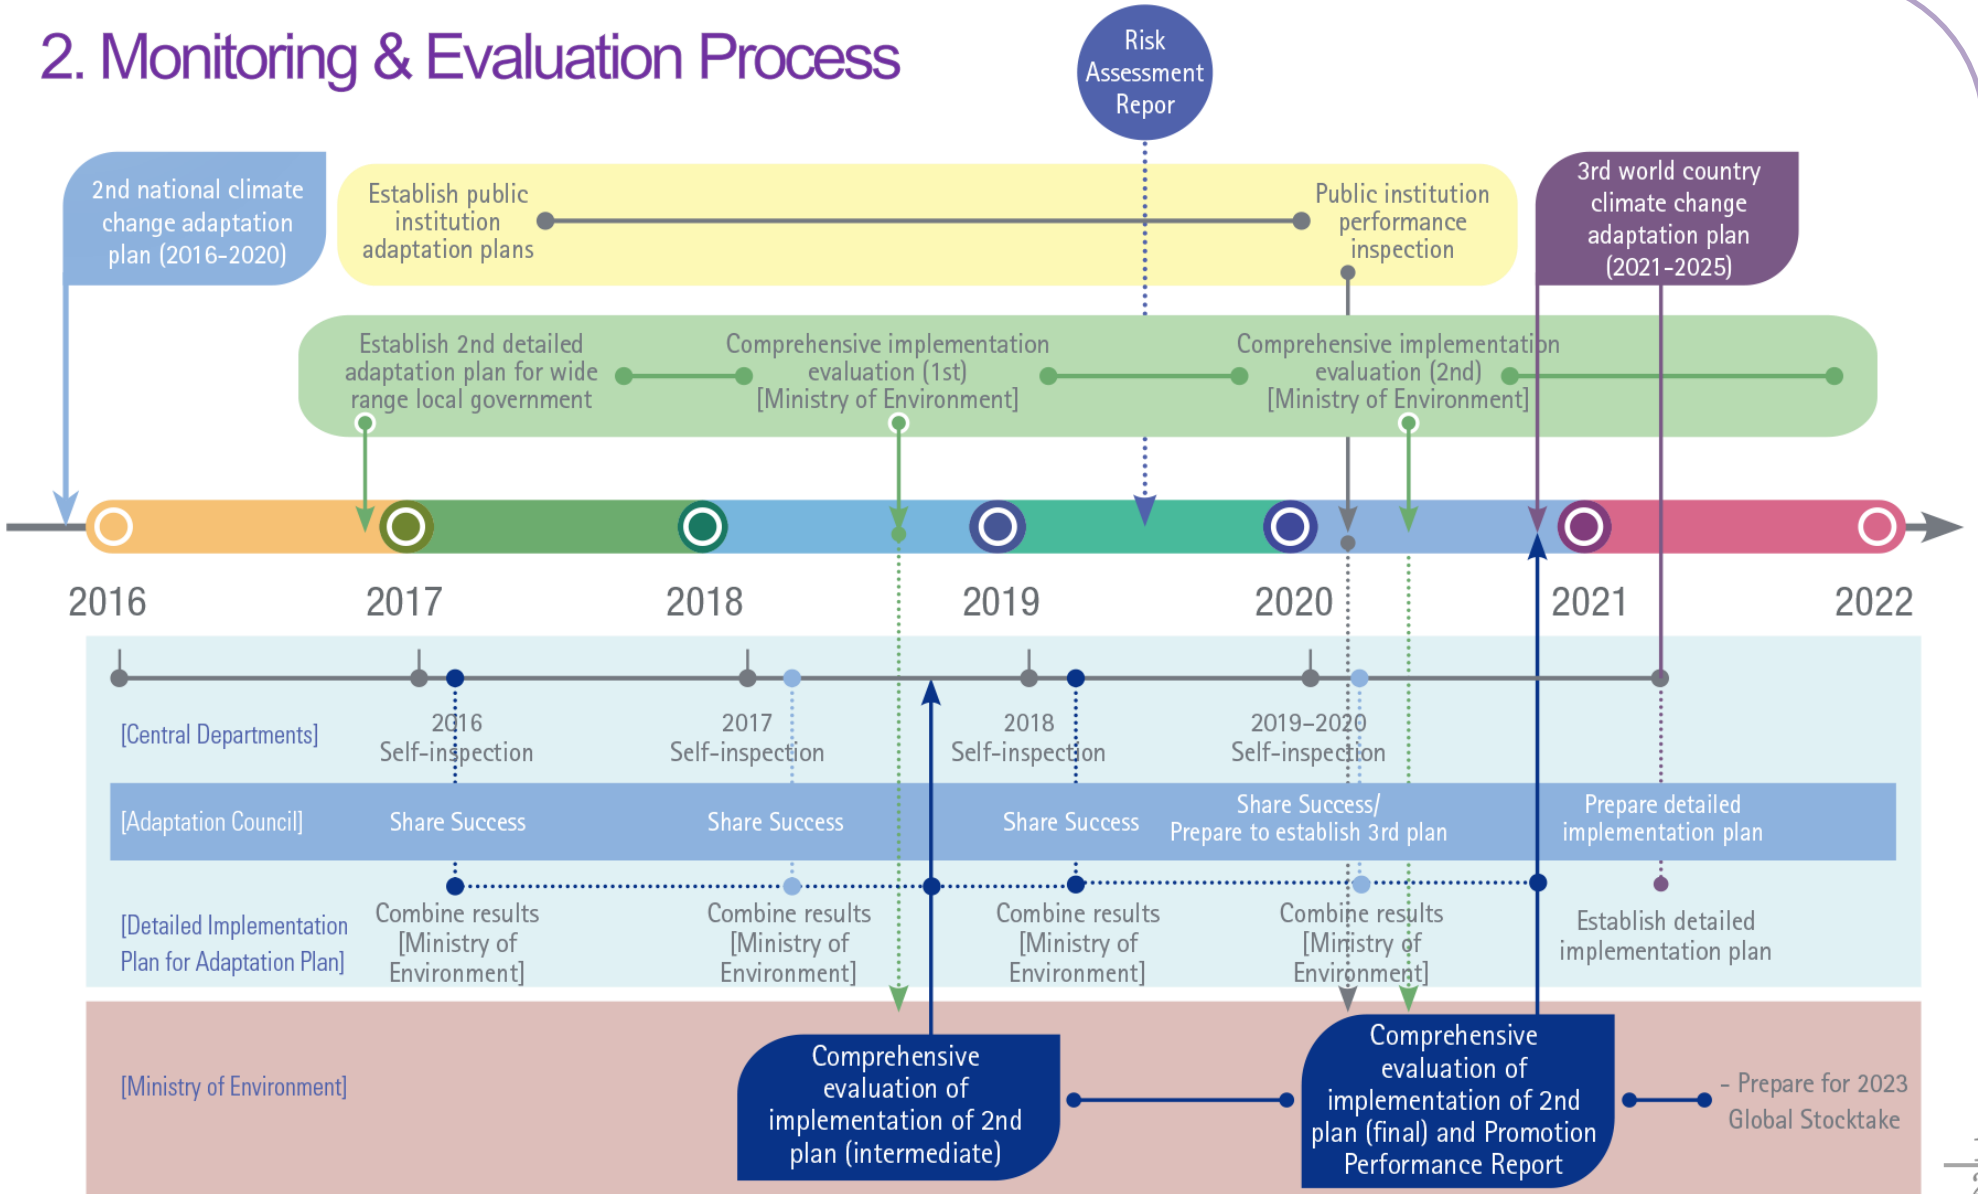 2. Monitoring & Evaluation Process
Risk
Assessment
Repor
2nd national climate
change adaptation
plan (2016-2020)
Establish public
institution
adaptation plans
Public institution
performance
inspection
3rd world country
climate change
adaptation plan
(2021-2025)
Establish 2nd detailed
adaptation plan for wide
range local government
Comprehensive implementation
evaluation (1st)
[Ministry of Environment]
Comprehensive implementation
evaluation (2nd)
[Ministry of Environment]
2016
2017
2018
2019
2020
2021
2022
[Central Departments]
2016
Self-inspection
2017
Self-inspection
2018
Self-inspection
2019-2020
Self-inspection
[Adaptation Council]
Share Success
Share Success
Share Success
Share Success/
Prepare to establish 3rd plan
Prepare detailed
implementation plan
[Detailed Implementation
Plan for Adaptation Plan]
Combine results
[Ministry of
Environment]
Combine results
[Ministry of
Environment]
Combine results
[Ministry of
Environment]
Combine results
[Ministry of
Environment]
Establish detailed
implementation plan
[Ministry of Environment]
Comprehensive
evaluation of
implementation of 2nd
plan (intermediate)
Comprehensive
evaluation of
implementation of 2nd
plan (final) and Promotion
Performance Report
- Prepare for 2023
Global Stocktake